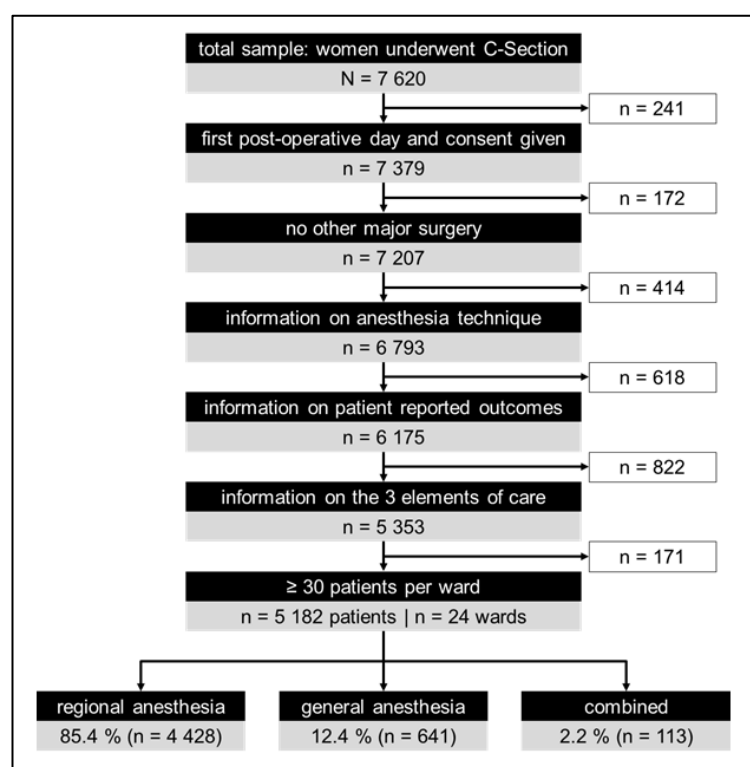 total sample: women underwent C-Section
N = 7 620
n = 241
first post-operative day and consent given
n = 7 379
n = 172
no other major surgery
n = 7 207
n = 414
information on anesthesia technique
n = 6 793
n = 618
information on patient reported outcomes
n = 6 175
n = 822
information on the 3 elements of care
n = 5 353
n = 171
≥ 30 patients per ward
n = 5 182 patients | n = 24 wards
regional anesthesia
85.4 % (n = 4 428)
general anesthesia
12.4 % (n = 641)
combined
2.2 % (n = 113)